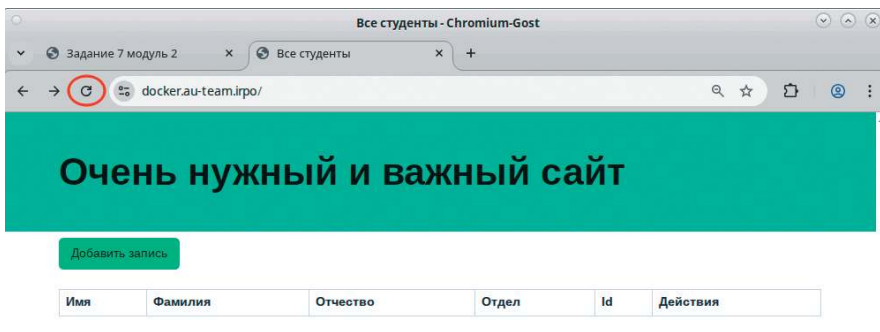 Все студенты - Chromium-Gost
Задание 7 модуль 2
Все студенты
docker.au-team.irpo/
Очень нужный и важный сайт
Добавить запись
Имя Фамилия Отчество Отдел Id Действия